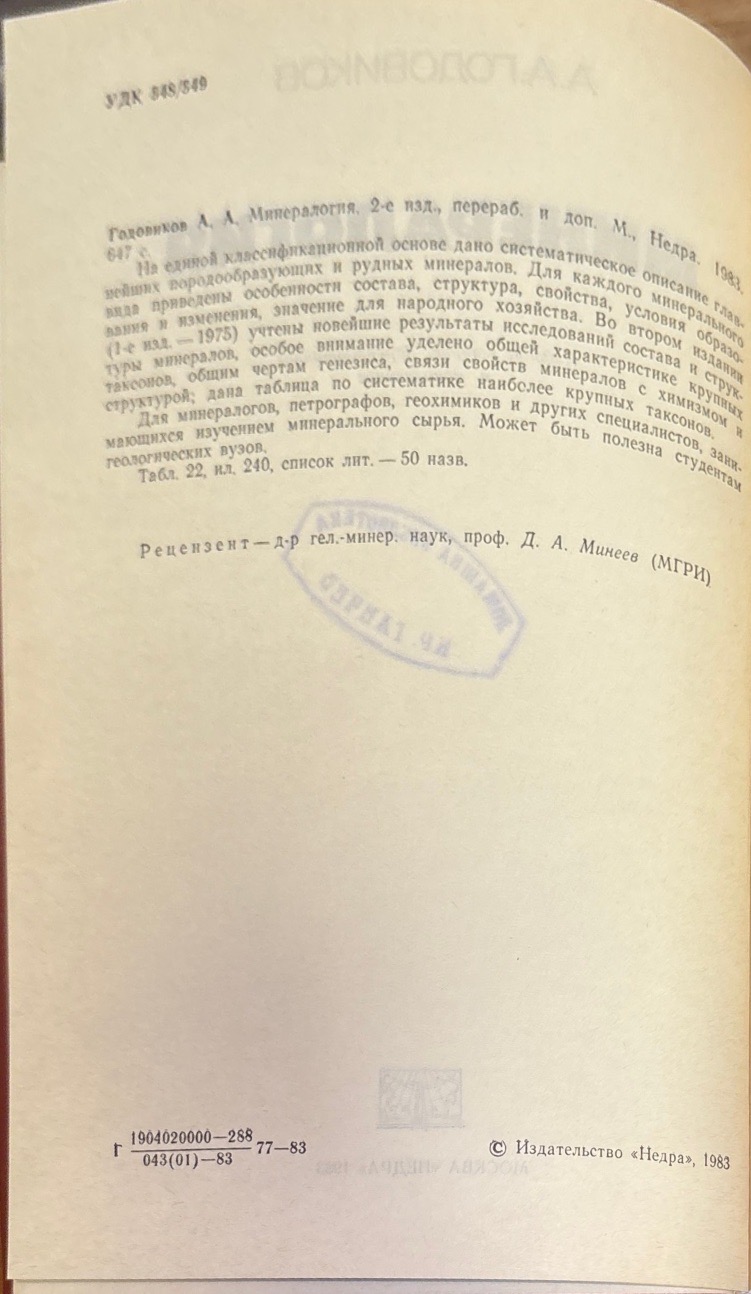 УДК 548/549
Годовиков А. А. Минералогия. 2-е изд., перераб. и доп. М., Недра, 1983.
647 с.
На единой классификационной основе дано систематическое описание глав-
нейших породообразующих и рудных минералов. Для каждого минерального
вида приведены особенности состава, структура, свойства, условия образо-
вания и изменения, значение для народного хозяйства. Во втором издании
(1-е изд. — 1975) учтены новейшие результаты исследований состава и струк-
туры минералов, особое внимание уделено общей характеристике крупных
таксонов, общим чертам генезиса, связи свойств минералов с химизмом и
структурой; дана таблица по систематике наиболее крупных таксонов.
Для минералогов, петрографов, геохимиков и других специалистов, зани-
мающихся изучением минерального сырья. Может быть полезна студентам
геологических вузов.
Табл. 22, ил. 240, список лит. — 50 назв.
Рецензент — д-р гел.-минер. наук, проф. Д. А. Минеев (МГРИ)
Г 1904020000—288
043(01)—83 77—83
© Издательство «Недра», 1983